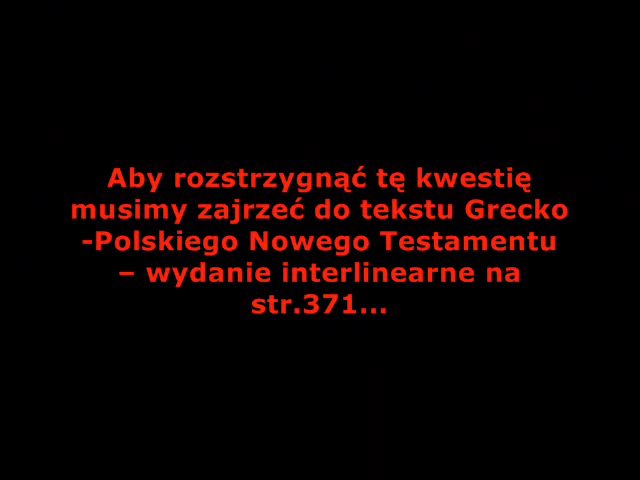 Aby rozstrzygnąć tę kwestię
musimy zajrzeć do tekstu Grecko
-Polskiego Nowego Testamentu
– wydanie interlinearne na
str.371...